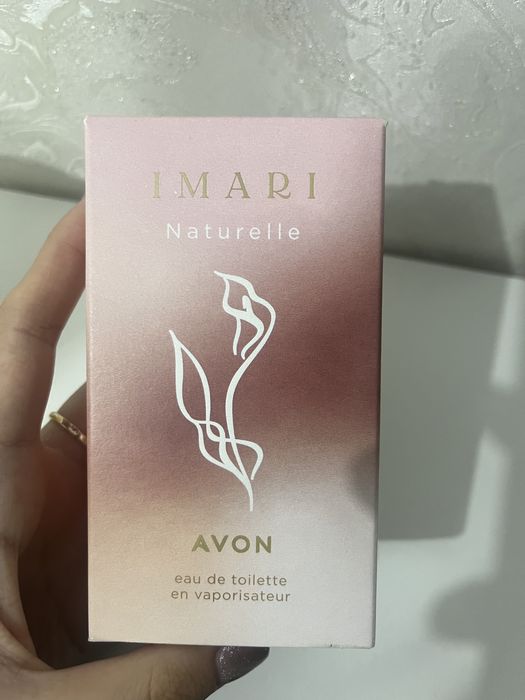 IMARI
Naturelle
AVON
eau de toilette
en vaporisateur